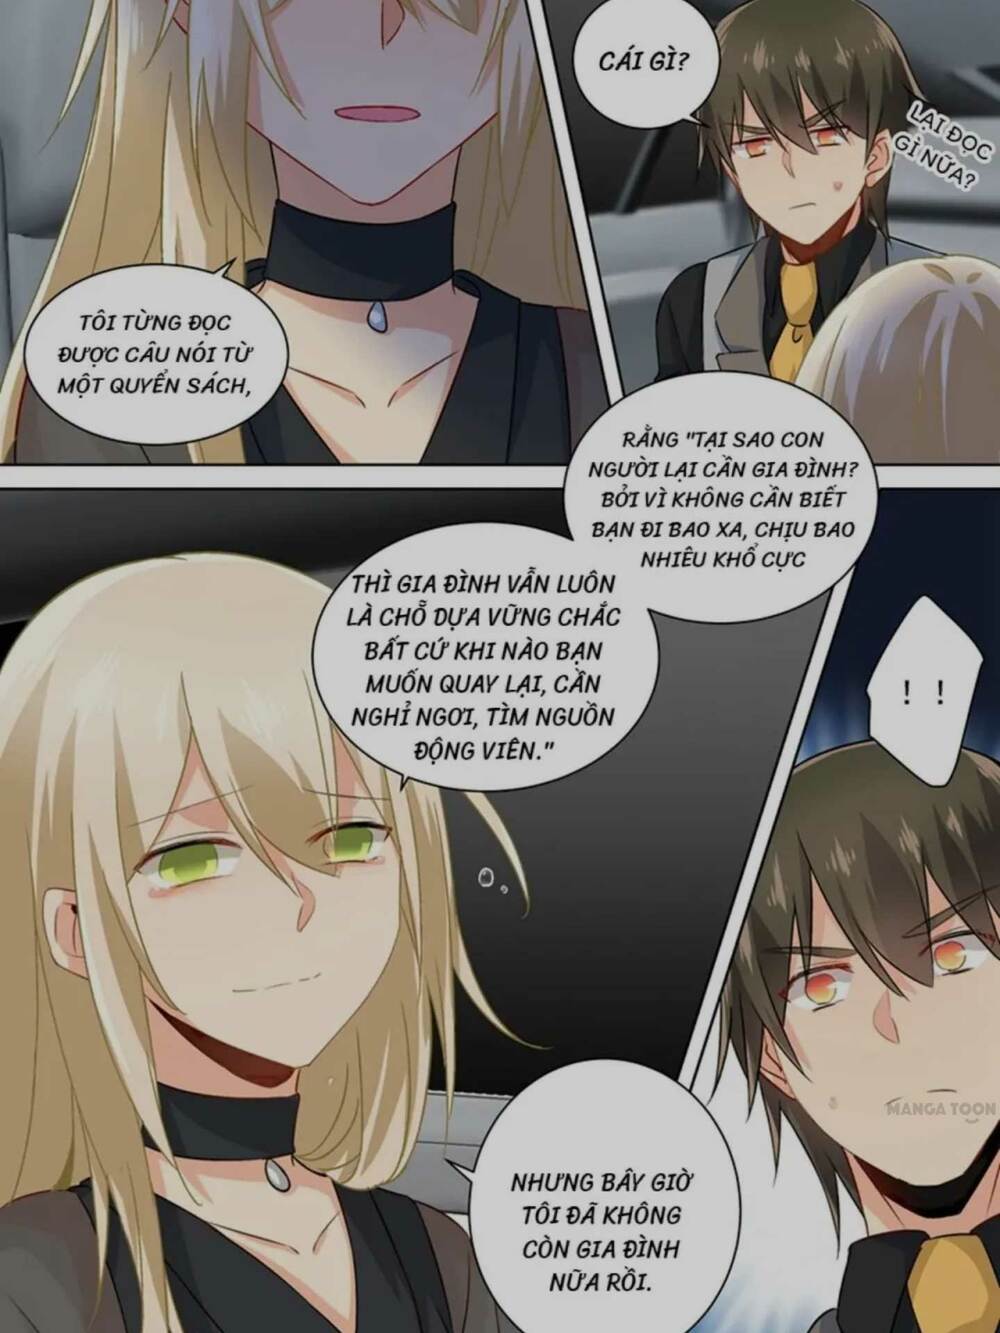 TÔI TỪNG ĐỌC
ĐƯỢC CÂU NÓI TỪ
MỘT QUYỂN SÁCH,
CÁI GÌ?
LẠI ĐỌC
GÌ NỮA?
RẰNG "TẠI SAO CON
NGƯỜI LẠI CẦN GIA ĐÌNH?
BỞI VÌ KHÔNG CẦN BIẾT
BẠN ĐI BAO XA, CHỊU BAO
NHIÊU KHỔ CỰC
THÌ GIA ĐÌNH VẪN LUÔN
LÀ CHỖ DỰA VỮNG CHẮC
BẤT CỨ KHI NÀO BẠN
MUỐN QUAY LẠI, CẦN
NGHỈ NGƠI, TÌM NGUỒN
ĐỘNG VIÊN."
! !
NHƯNG BÂY GIỜ
TÔI ĐÃ KHÔNG
CÒN GIA ĐÌNH
NỮA RỒI.
MANGA TOON